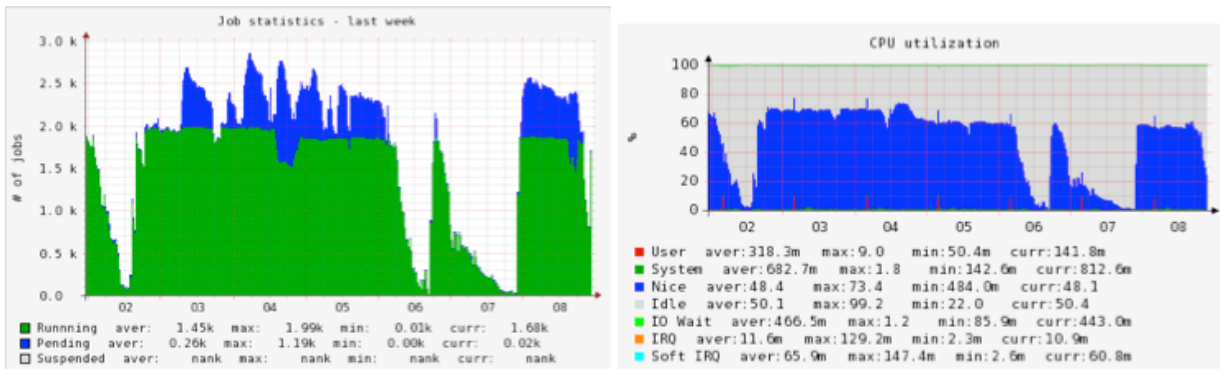 Job statistics - last week
3.0 k
2.5 k
2.0 k
1.5 k
1.0 k
0.5 k
0.0
# of jobs
02 03 04 05 06 07 08
Runnning aver: 1.45k max: 1.99k min: 0.01k curr: 1.68k
Pending aver: 0.26k max: 1.19k min: 0.00k curr: 0.02k
Suspended aver: nank max: nank min: nank curr: nank
CPU utilization
100
80
60
40
20
0
%
02 03 04 05 06 07 08
User aver:318.3m max:9.0 min:50.4m curr:141.8m
System aver:682.7m max:1.8 min:142.6m curr:812.6m
Nice aver:48.4 max:73.4 min:484.0m curr:48.1
Idle aver:50.1 max:99.2 min:22.0 curr:50.4
IO Wait aver:466.5m max:1.2 min:85.9m curr:443.0m
IRQ aver:11.6m max:129.2m min:2.3m curr:10.9m
Soft IRQ aver:65.9m max:147.4m min:2.6m curr:60.8m